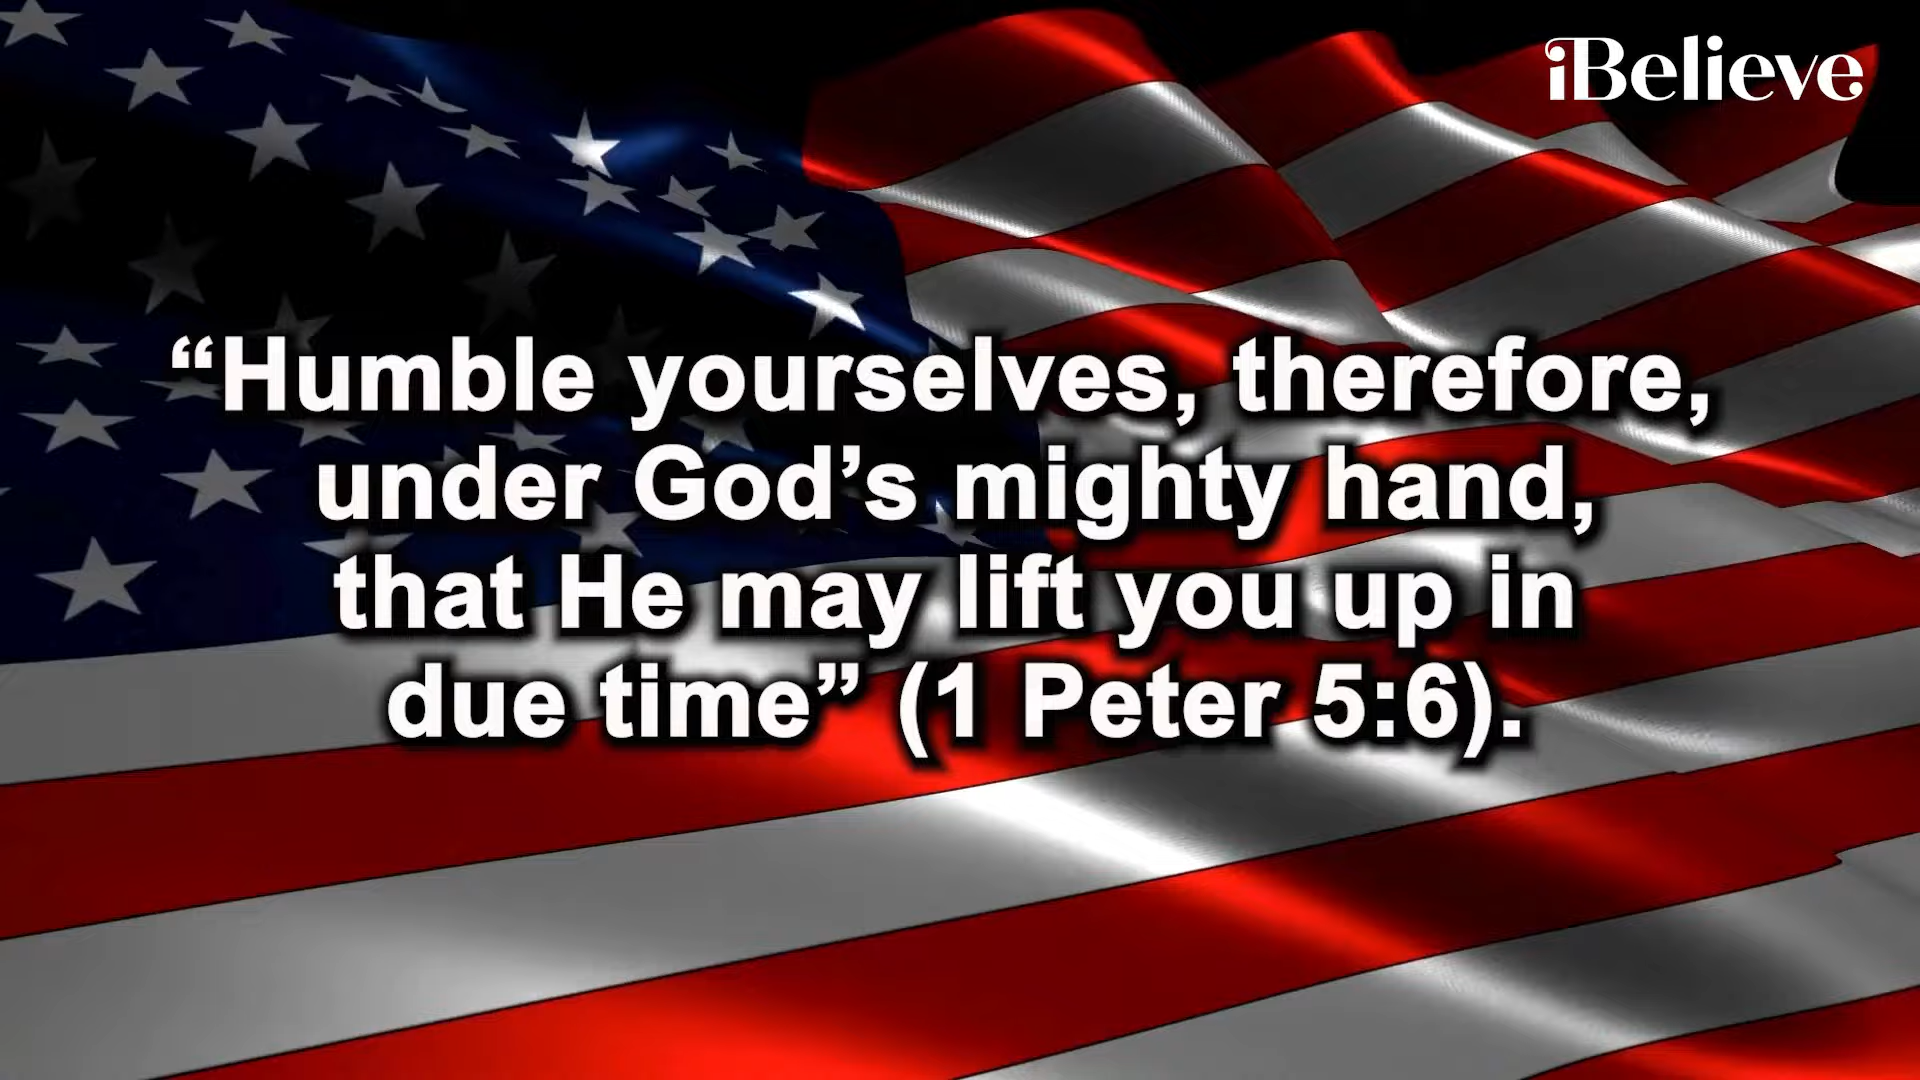 iBelieve
“Humble yourselves, therefore,
under God’s mighty hand,
that He may lift you up in
due time” (1 Peter 5:6).